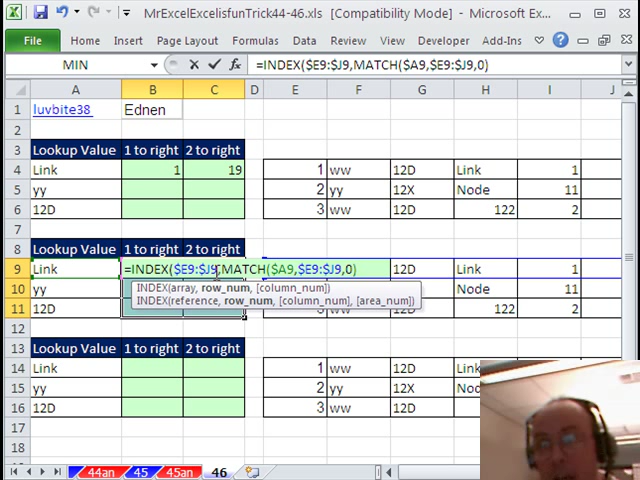 MrExcelExcelisfunTrick44-46.xls [Compatibility Mode] - Microsoft Ex...
File Home Insert Page Layout Formulas Data Review View Developer Add-Ins
MIN =INDEX($E9:$J9,MATCH($A9,$E9:$J9,0)
A B C D E F G H I J
1 luvbite38 Ednen
2
3 Lookup Value 1 to right 2 to right
4 Link 1 19 1 ww 12D Link 1
5 yy 2 yy 12X Node 11
6 12D 3 ww 12D 122 2
7
8 Lookup Value 1 to right 2 to right
9 Link =INDEX($E9:$J9,MATCH($A9,$E9:$J9,0) 12D Link 1
10 yy INDEX(array, row_num, [column_num]) Node 11
11 12D INDEX(reference, row_num, [column_num], [area_num]) 122 2
12
13 Lookup Value 1 to right 2 to right
14 Link 1 ww 12D Link
15 yy 2 yy 12X Node
16 12D 3 ww 12D
17
18
44an 45 45an 46